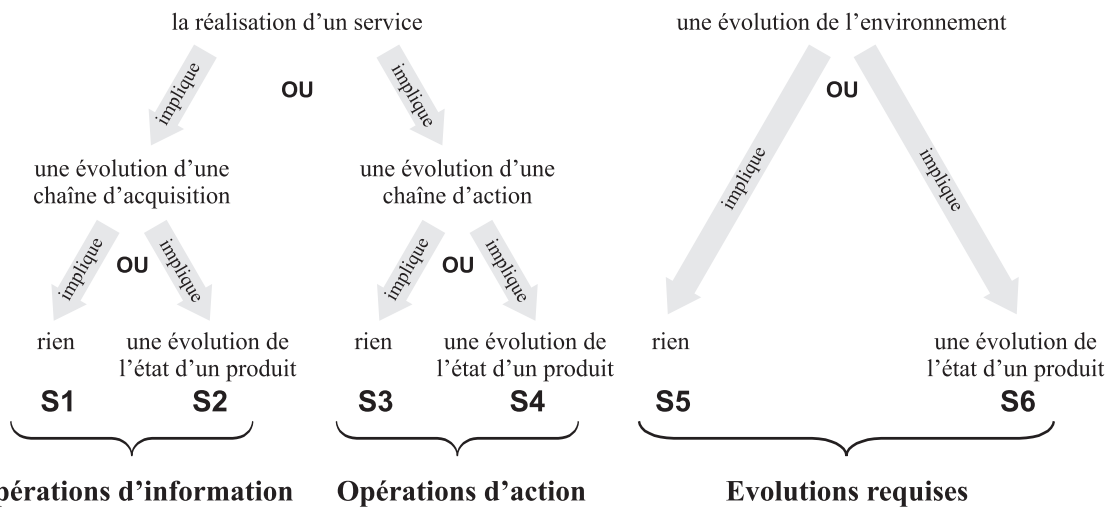 la réalisation d’un service
une évolution de l’environnement
implique
OU
implique
OU
une évolution d’une
chaîne d’acquisition
une évolution d’une
chaîne d’action
implique
implique
implique
OU
implique
implique
OU
implique
rien
une évolution de
l’état d’un produit
rien
une évolution de
l’état d’un produit
rien
une évolution de
l’état d’un produit
S1
S2
S3
S4
S5
S6
pérations d’information
Opérations d’action
Evolutions requises